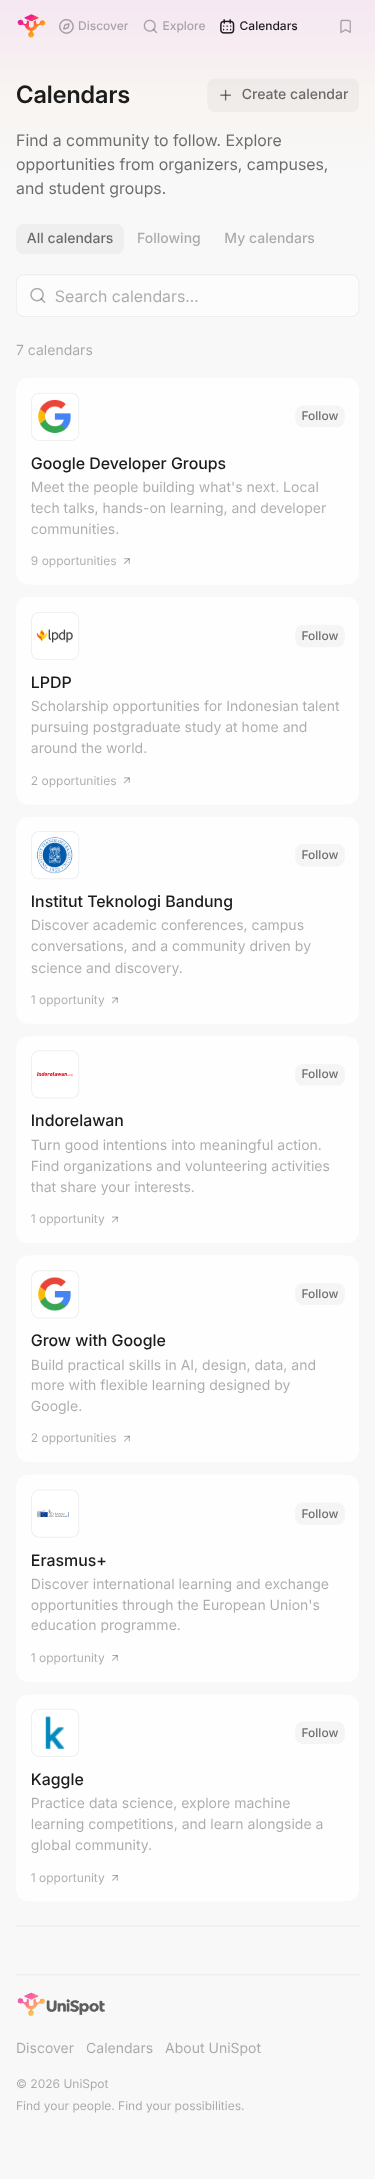 Discover Explore Calendars
Calendars
Create calendar
Find a community to follow. Explore
opportunities from organizers, campuses,
and student groups.
All calendars Following My calendars
Search calendars...
7 calendars
Follow
Google Developer Groups
Meet the people building what's next. Local
tech talks, hands-on learning, and developer
communities.
9 opportunities
lpdp
Follow
LPDP
Scholarship opportunities for Indonesian talent
pursuing postgraduate study at home and
around the world.
2 opportunities
Follow
Institut Teknologi Bandung
Discover academic conferences, campus
conversations, and a community driven by
science and discovery.
1 opportunity
Indorelawan
Follow
Indorelawan
Turn good intentions into meaningful action.
Find organizations and volunteering activities
that share your interests.
1 opportunity
Follow
Grow with Google
Build practical skills in AI, design, data, and
more with flexible learning designed by
Google.
2 opportunities
Follow
Erasmus+
Discover international learning and exchange
opportunities through the European Union's
education programme.
1 opportunity
k
Follow
Kaggle
Practice data science, explore machine
learning competitions, and learn alongside a
global community.
1 opportunity
UniSpot
Discover Calendars About UniSpot
© 2026 UniSpot
Find your people. Find your possibilities.